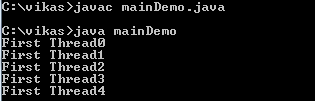 C:\vikas>javac mainDemo.java
C:\vikas>java mainDemo
First Thread0
First Thread1
First Thread2
First Thread3
First Thread4